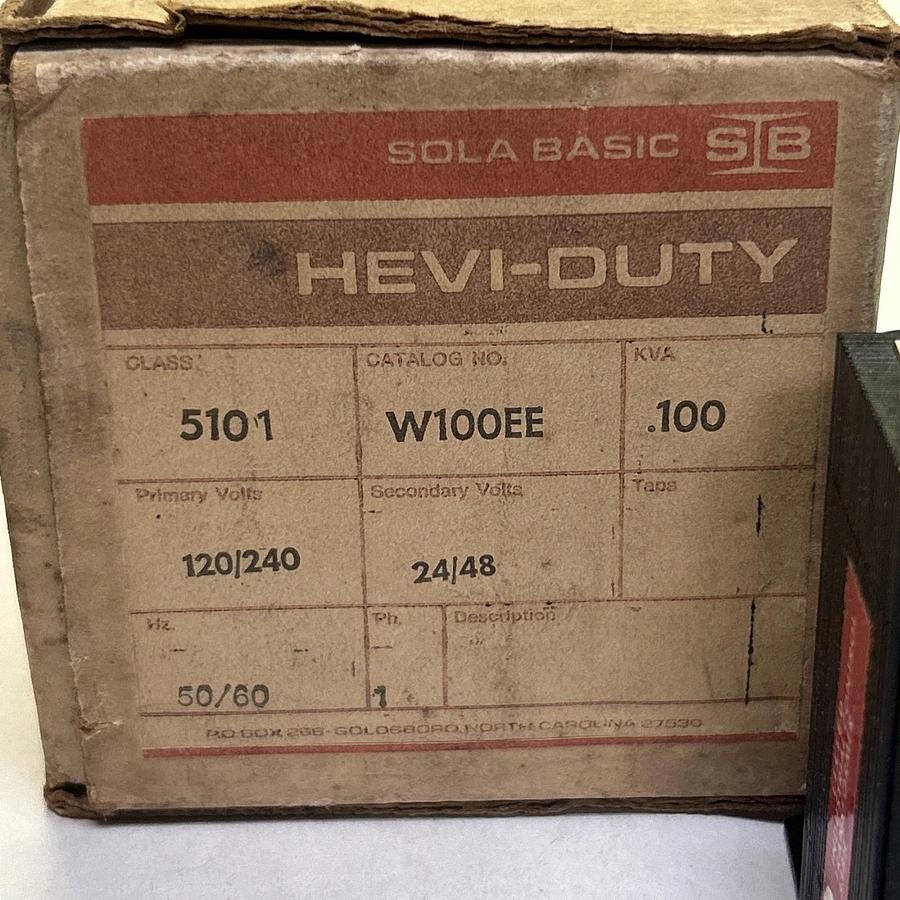 SOLA BASIC STB
HEVI-DUTY
CLASS CATALOG NO. KVA
5101 W100EE .100
Primary Volts Secondary Volts Taps
120/240 24/48
Hz. Ph. Description
50/60 1
P.O. BOX 268 - GOLDSBORO, NORTH CAROLINA 27530